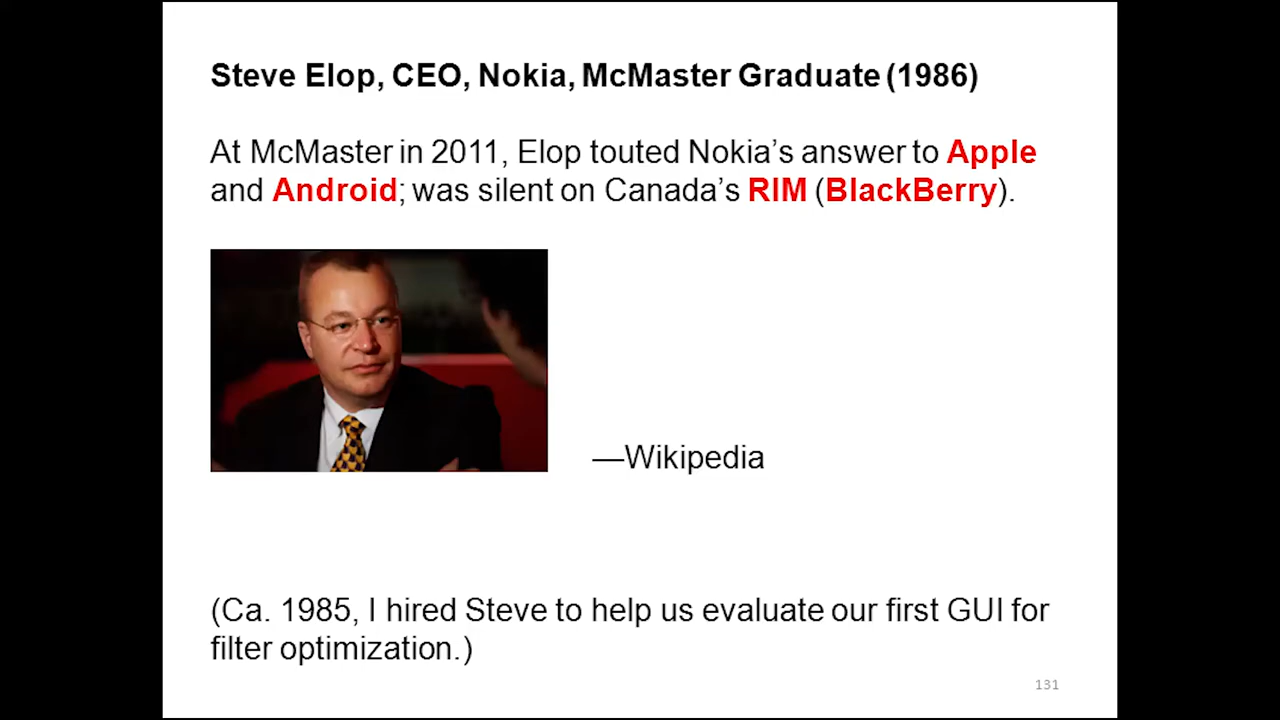 Steve Elop, CEO, Nokia, McMaster Graduate (1986)
At McMaster in 2011, Elop touted Nokia’s answer to Apple
and Android; was silent on Canada’s RIM (BlackBerry).
—Wikipedia
(Ca. 1985, I hired Steve to help us evaluate our first GUI for
filter optimization.)
131